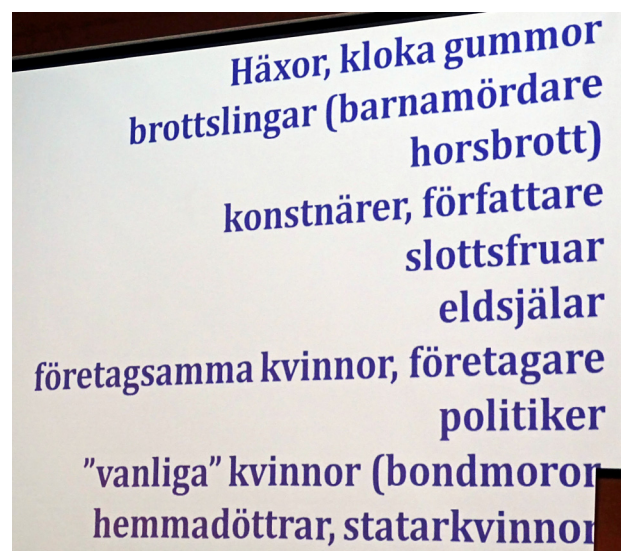 Häxor, kloka gummor
brottslingar (barnamördare
horsbrott)
konstnärer, författare
slottsfruar
eldsjälar
företagsamma kvinnor, företagare
politiker
”vanliga” kvinnor (bondmoror
hemmadöttrar, statarkvinnor